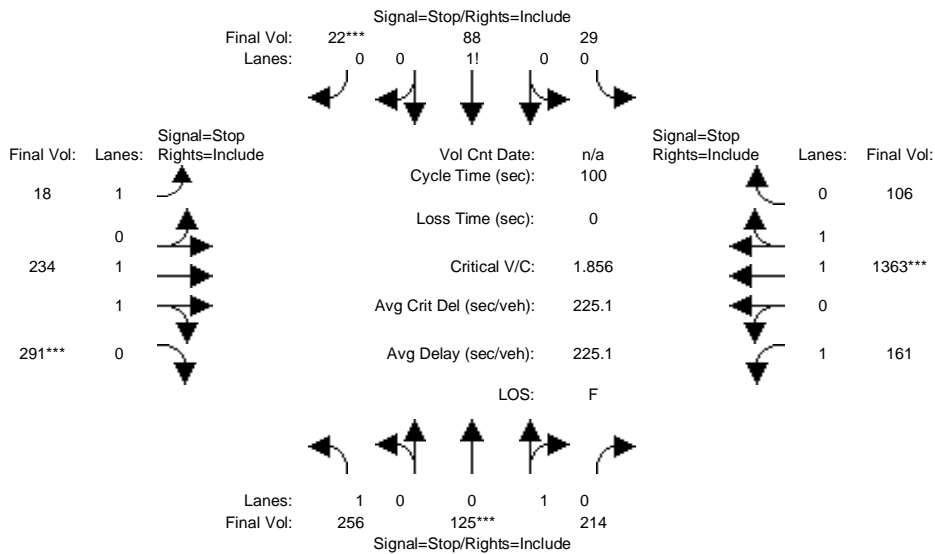 Signal=Stop/Rights=Include
Final Vol: 22*** 88 29
Lanes: 0 0 1! 0 0
Signal=Stop Signal=Stop
Final Vol: Lanes: Rights=Include Vol Cnt Date: n/a Rights=Include Lanes: Final Vol:
Cycle Time (sec): 100
18 1 0 106
Loss Time (sec): 0
0 1
234 1 Critical V/C: 1.856 1 1363***
1 Avg Crit Del (sec/veh): 225.1 0
291*** 0 Avg Delay (sec/veh): 225.1 1 161
LOS: F
Lanes: 1 0 0 1 0
Final Vol: 256 125*** 214
Signal=Stop/Rights=Include